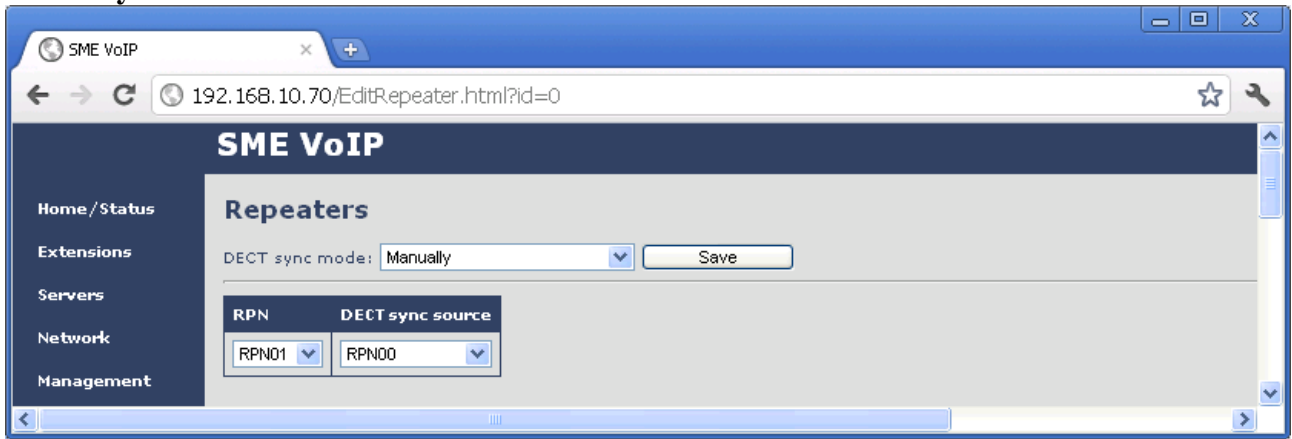 SME VoIP
192.168.10.70/EditRepeater.html?id=0
SME VoIP
Home/Status
Extensions
Servers
Network
Management
Repeaters
DECT sync mode: Manually Save
RPN DECT sync source
RPN01 RPN00